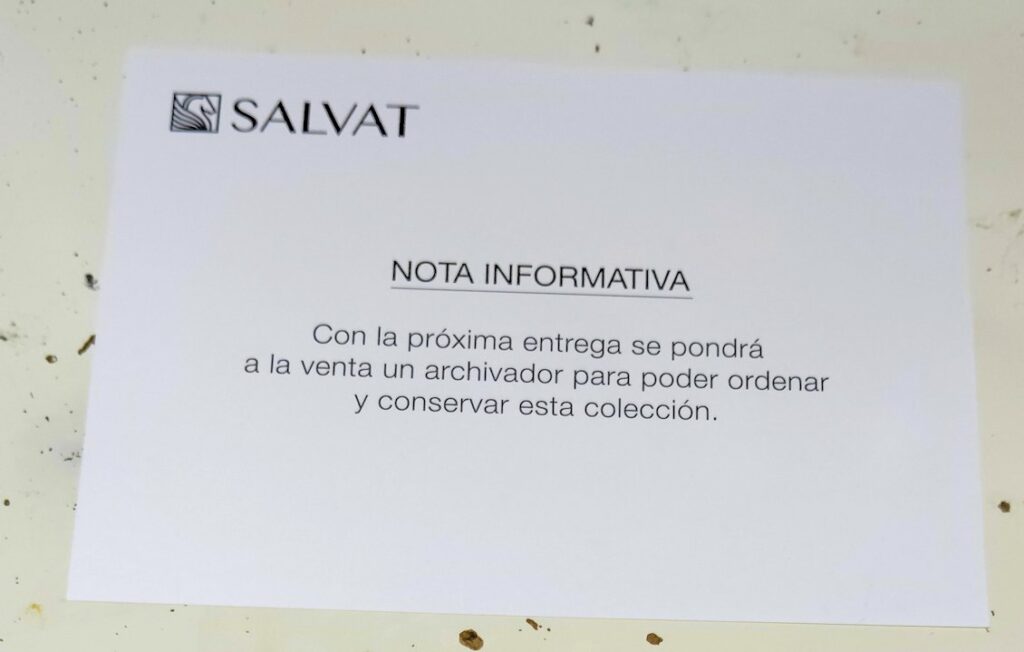 SALVAT
NOTA INFORMATIVA
Con la próxima entrega se pondrá
a la venta un archivador para poder ordenar
y conservar esta colección.